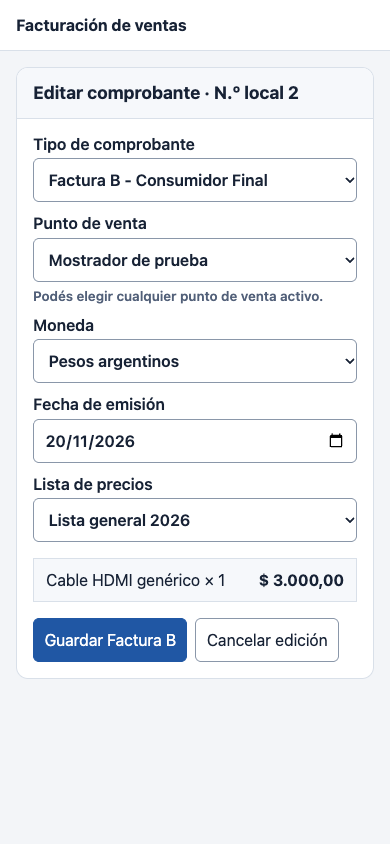 Facturación de ventas
Editar comprobante · N.º local 2
Tipo de comprobante
Factura B - Consumidor Final
Punto de venta
Mostrador de prueba
Podés elegir cualquier punto de venta activo.
Moneda
Pesos argentinos
Fecha de emisión
20/11/2026
Lista de precios
Lista general 2026
Cable HDMI genérico × 1 $ 3.000,00
Guardar Factura B Cancelar edición